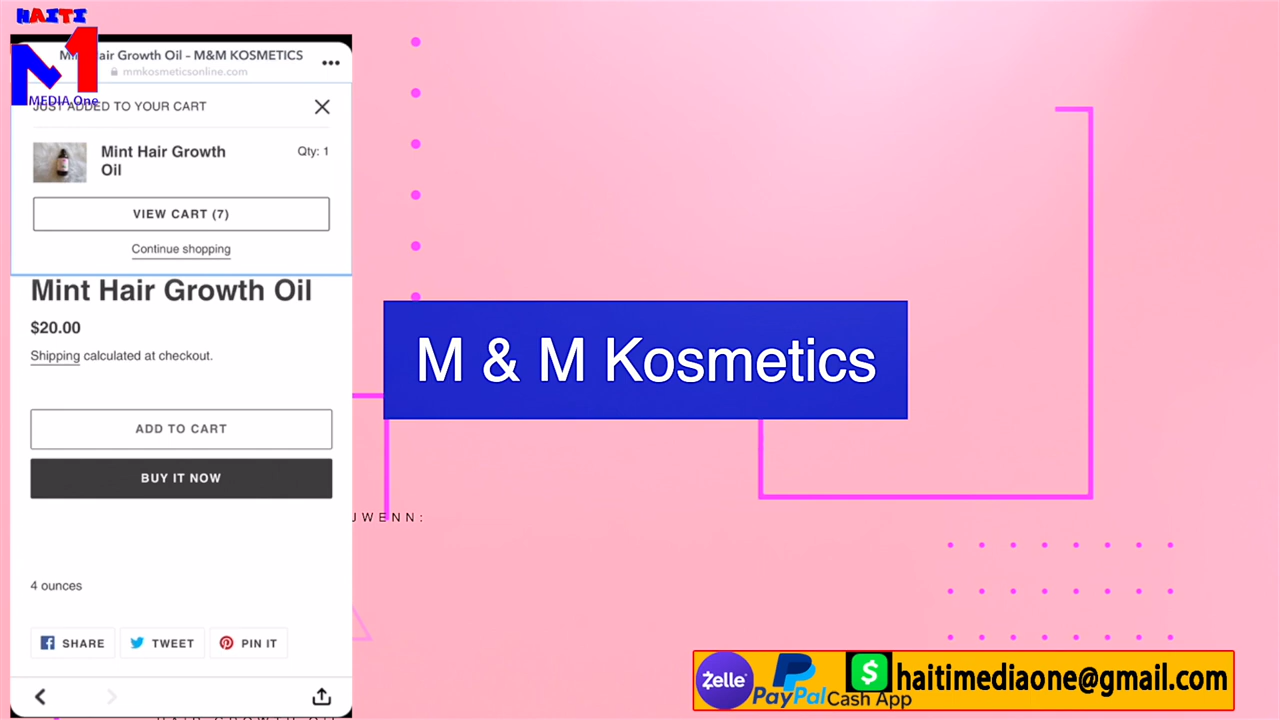 HAITI
M1
MEDIA One
Hair Growth Oil – M&M KOSMETICS
mmkosmeticsonline.com
JUST ADDED TO YOUR CART
Mint Hair Growth
Oil
Qty: 1
VIEW CART (7)
Continue shopping
Mint Hair Growth Oil
$20.00
Shipping calculated at checkout.
ADD TO CART
BUY IT NOW
4 ounces
SHARE
TWEET
PIN IT
M & M Kosmetics
JWENN:
Zelle
PayPal
$
Cash App
haitimediaone@gmail.com